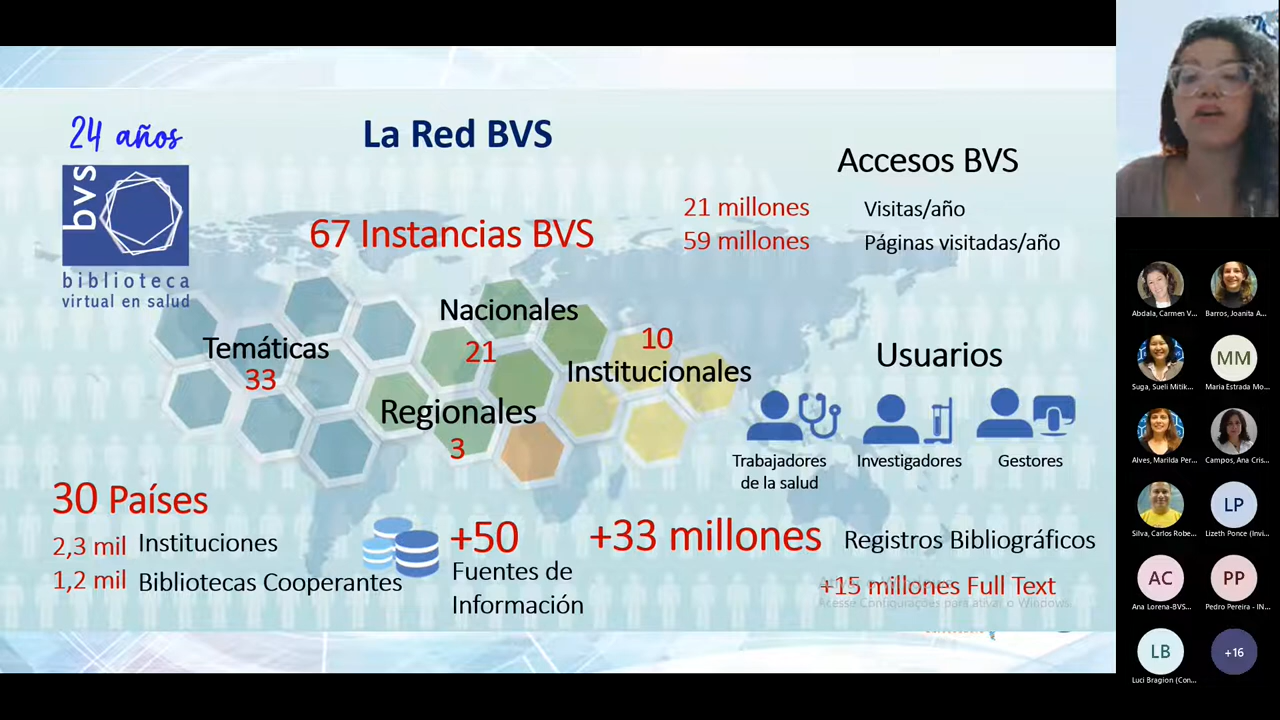 24 años
bvs
biblioteca
virtual en salud
La Red BVS
67 Instancias BVS
Accesos BVS
21 millones Visitas/año
59 millones Páginas visitadas/año
Nacionales
21
Temáticas
33
10
Institucionales
Regionales
3
Usuarios
Trabajadores
de la salud
Investigadores
Gestores
30 Países
2,3 mil Instituciones
1,2 mil Bibliotecas Cooperantes
+50
Fuentes de
Información
+33 millones Registros Bibliográficos
+15 millones Full Text
Acesse Configurações para ativar o Windows.
Abdala, Carmen V...
Barros, Joanita A...
Suga, Sueli Mitik...
MM
Maria Estrada Mo...
Alves, Marilda Per...
Campos, Ana Cris...
Silva, Carlos Robe...
LP
Lizeth Ponce (Invi...
AC
Ana Lorena-BVS...
PP
Pedro Pereira - IN...
LB
Luci Bragion (Con...
+16